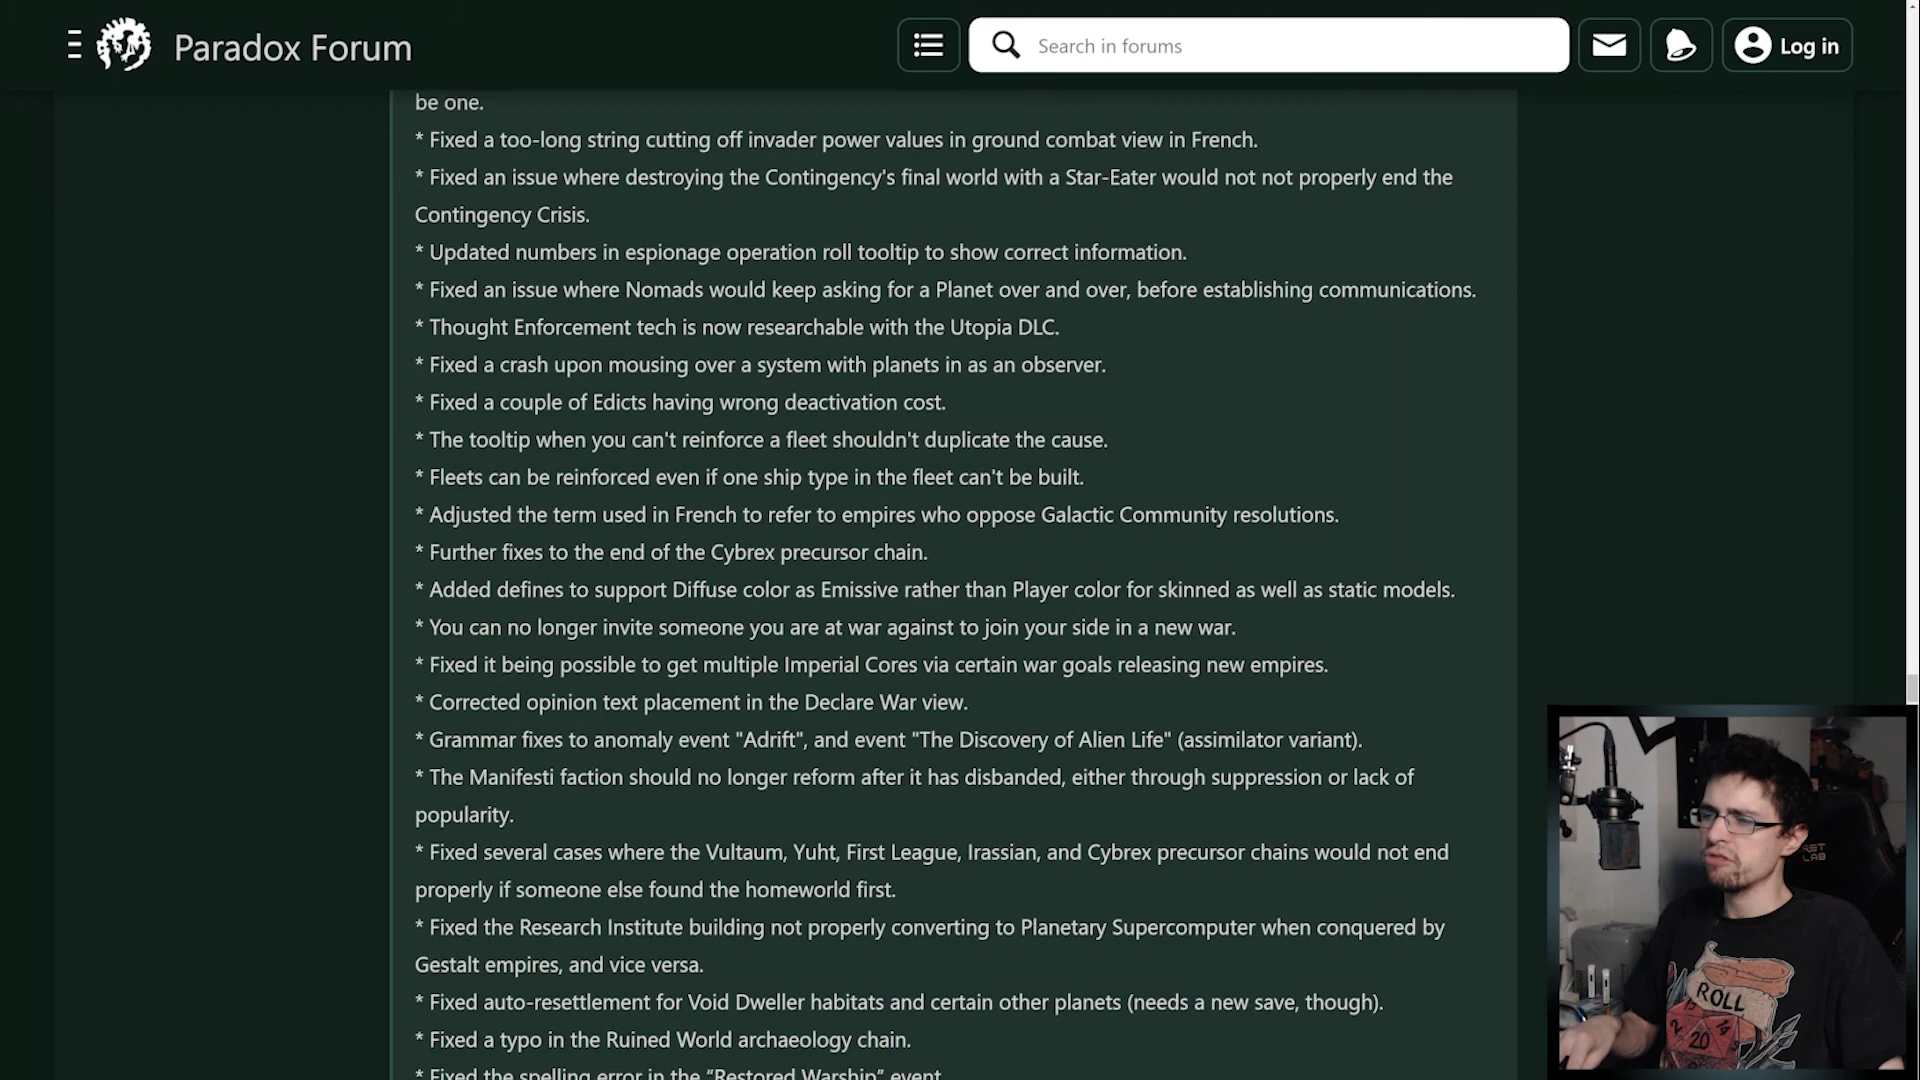 Paradox Forum
Search in forums
Log in
be one.
* Fixed a too-long string cutting off invader power values in ground combat view in French.
* Fixed an issue where destroying the Contingency's final world with a Star-Eater would not not properly end the
Contingency Crisis.
* Updated numbers in espionage operation roll tooltip to show correct information.
* Fixed an issue where Nomads would keep asking for a Planet over and over, before establishing communications.
* Thought Enforcement tech is now researchable with the Utopia DLC.
* Fixed a crash upon mousing over a system with planets in as an observer.
* Fixed a couple of Edicts having wrong deactivation cost.
* The tooltip when you can't reinforce a fleet shouldn't duplicate the cause.
* Fleets can be reinforced even if one ship type in the fleet can't be built.
* Adjusted the term used in French to refer to empires who oppose Galactic Community resolutions.
* Further fixes to the end of the Cybrex precursor chain.
* Added defines to support Diffuse color as Emissive rather than Player color for skinned as well as static models.
* You can no longer invite someone you are at war against to join your side in a new war.
* Fixed it being possible to get multiple Imperial Cores via certain war goals releasing new empires.
* Corrected opinion text placement in the Declare War view.
* Grammar fixes to anomaly event "Adrift", and event "The Discovery of Alien Life" (assimilator variant).
* The Manifesti faction should no longer reform after it has disbanded, either through suppression or lack of
popularity.
* Fixed several cases where the Vultaum, Yuht, First League, Irassian, and Cybrex precursor chains would not end
properly if someone else found the homeworld first.
* Fixed the Research Institute building not properly converting to Planetary Supercomputer when conquered by
Gestalt empires, and vice versa.
* Fixed auto-resettlement for Void Dweller habitats and certain other planets (needs a new save, though).
* Fixed a typo in the Ruined World archaeology chain.
* Fixed the spelling error in the “Restored Warship” event.
ROLL
20